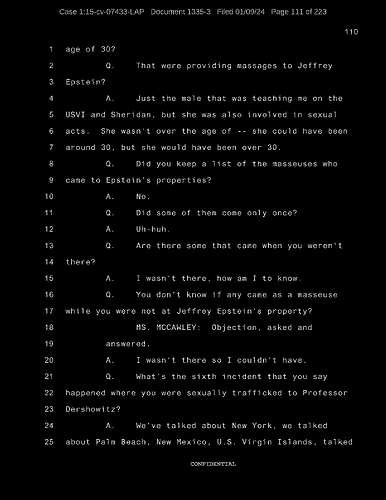 Case 1:15-cv-07433-LAP Document 1335-3 Filed 01/09/24 Page 111 of 223
110
1 age of 30?
2 Q. That were providing massages to Jeffrey
3 Epstein?
4 A. Just the male that was teaching me on the
5 USVI and Sheridan, but she was also involved in sexual
6 acts. She wasn't over the age of -- she could have been
7 around 30, but she would have been over 30.
8 Q. Did you keep a list of the masseuses who
9 came to Epstein's properties?
10 A. No.
11 Q. Did some of them come only once?
12 A. Uh-huh.
13 Q. Are there some that came when you weren't
14 there?
15 A. I wasn't there, how am I to know.
16 Q. You don't know if any came as a masseuse
17 while you were not at Jeffrey Epstein's property?
18 MS. MCCAWLEY: Objection, asked and
19 answered.
20 A. I wasn't there so I couldn't have.
21 Q. What's the sixth incident that you say
22 happened where you were sexually trafficked to Professor
23 Dershowitz?
24 A. We've talked about New York, we talked
25 about Palm Beach, New Mexico, U.S. Virgin Islands, talked
CONFIDENTIAL